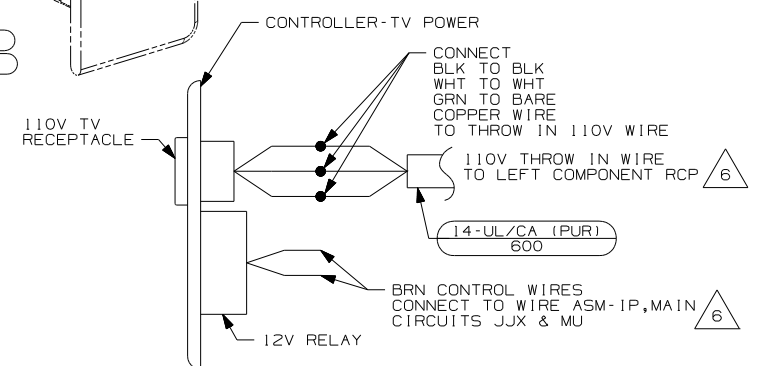 CONTROLLER-TV POWER
CONNECT
BLK TO BLK
WHT TO WHT
GRN TO BARE
COPPER WIRE
TO THROW IN 110V WIRE
110V TV
RECEPTACLE
110V THROW IN WIRE
TO LEFT COMPONENT RCP
6
14-UL/CA (PUR)
600
BRN CONTROL WIRES
CONNECT TO WIRE ASM-IP,MAIN
CIRCUITS JJX & MU
6
12V RELAY